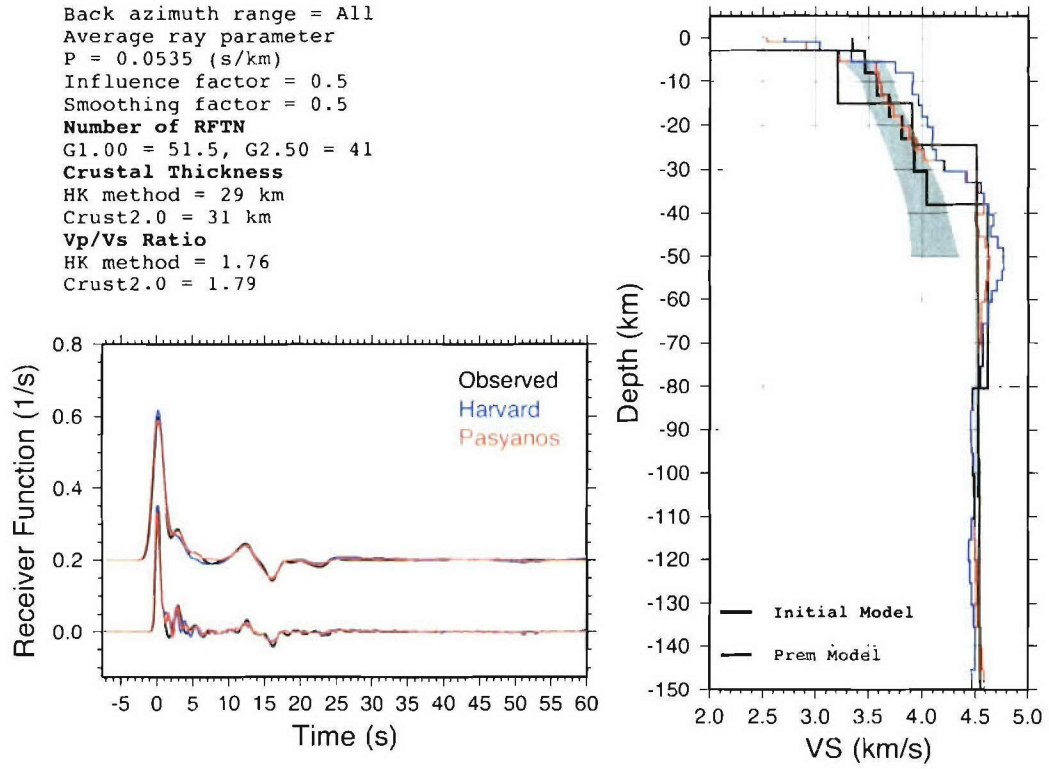 Back azimuth range = All
Average ray parameter
P = 0.0535 (s/km)
Influence factor = 0.5
Smoothing factor = 0.5
Number of RFTN
G1.00 = 51.5, G2.50 = 41
Crustal Thickness
HK method = 29 km
Crust2.0 = 31 km
Vp/Vs Ratio
HK method = 1.76
Crust2.0 = 1.79
Receiver Function (1/s)
0.8
0.6
0.4
0.2
0.0
Observed
Harvard
Pasyanos
-5 0 5 10 15 20 25 30 35 40 45 50 55 60
Time (s)
Depth (km)
0
-10
-20
-30
-40
-50
-60
-70
-80
-90
-100
-110
-120
-130
-140
-150
Initial Model
Prem Model
2.0 2.5 3.0 3.5 4.0 4.5 5.0
VS (km/s)